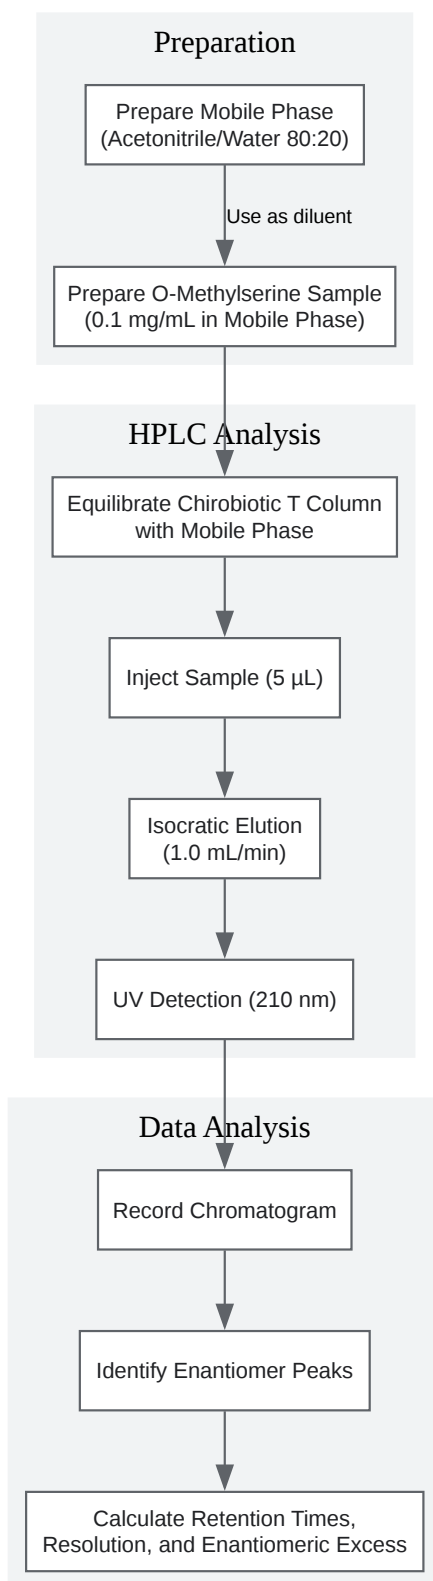 Preparation
Prepare Mobile Phase
(Acetonitrile/Water 80:20)
Use as diluent
Prepare O-Methylserine Sample
(0.1 mg/mL in Mobile Phase)
HPLC Analysis
Equilibrate Chirobiotic T Column
with Mobile Phase
Inject Sample (5 µL)
Isocratic Elution
(1.0 mL/min)
UV Detection (210 nm)
Data Analysis
Record Chromatogram
Identify Enantiomer Peaks
Calculate Retention Times,
Resolution, and Enantiomeric Excess